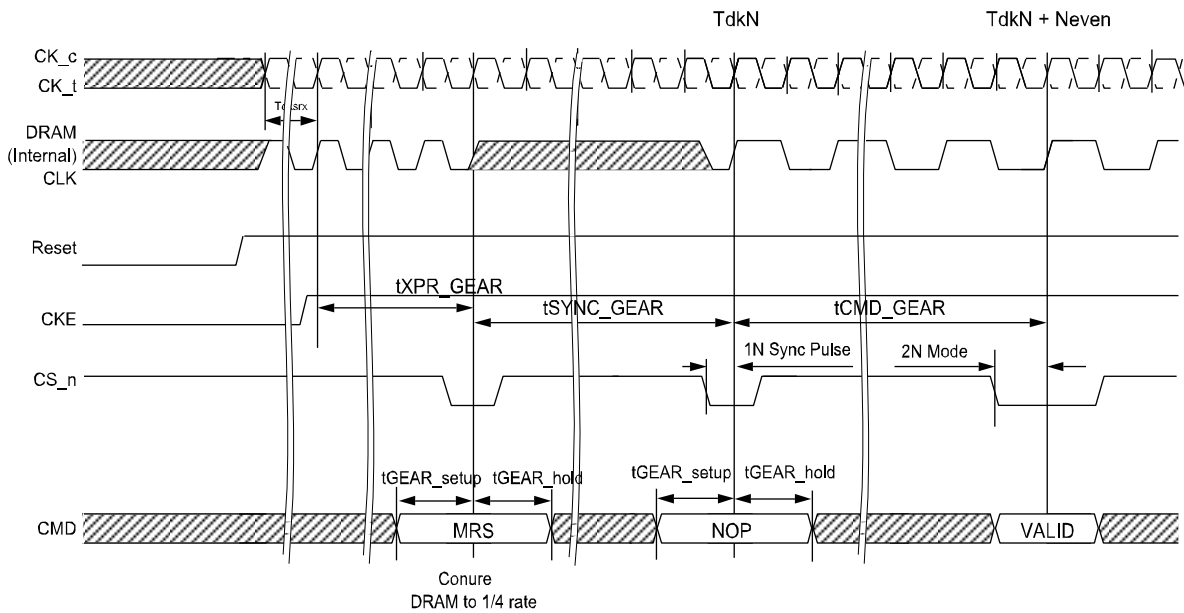 TdkN TdkN + Neven
CK_c
CK_t
DRAM
(Internal)
CLK
Reset
tXPR_GEAR
CKE
tSYNC_GEAR tCMD_GEAR
1N Sync Pulse 2N Mode
CS_n
tGEAR_setup tGEAR_hold tGEAR_setup tGEAR_hold
CMD MRS NOP VALID
Conure
DRAM to 1/4 rate